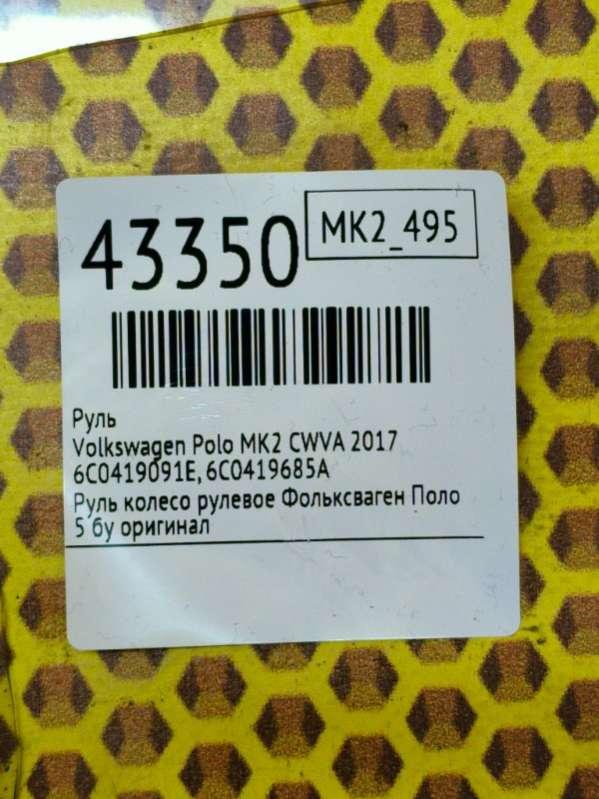 43350
MK2_495
Руль
Volkswagen Polo MK2 CWVA 2017
6C0419091E, 6C0419685A
Руль колесо рулевое Фольксваген Поло
5 бу оригинал